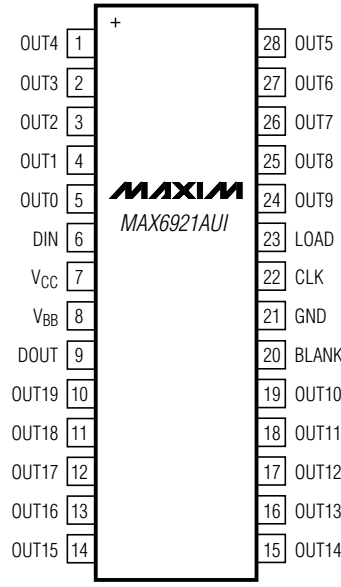 +
OUT4 1
OUT3 2
OUT2 3
OUT1 4
OUT0 5
DIN 6
VCC 7
VBB 8
DOUT 9
OUT19 10
OUT18 11
OUT17 12
OUT16 13
OUT15 14
MAXIM
MAX6921AUI
28 OUT5
27 OUT6
26 OUT7
25 OUT8
24 OUT9
23 LOAD
22 CLK
21 GND
20 BLANK
19 OUT10
18 OUT11
17 OUT12
16 OUT13
15 OUT14